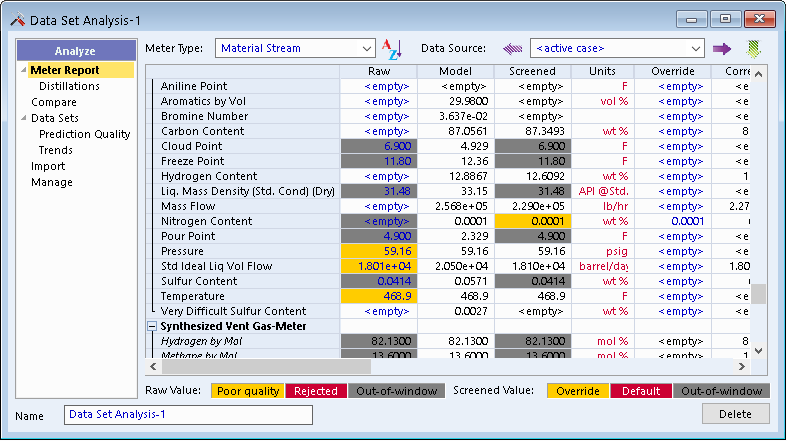 Data Set Analysis-1
Analyze
Meter Report
Distillations
Compare
Data Sets
Prediction Quality
Trends
Import
Manage
Meter Type: Material Stream Data Source: <active case>
Raw Model Screened Units Override Corre
Aniline Point <empty> <empty> <empty> F <empty> <e
Aromatics by Vol <empty> 29.9800 <empty> vol % <empty> <e
Bromine Number <empty> 3.637e-02 <empty> <empty> <e
Carbon Content <empty> 87.0561 87.3493 wt % <empty> 8
Cloud Point 6.900 4.929 6.900 F <empty> <e
Freeze Point 11.80 12.36 11.80 F <empty> <e
Hydrogen Content <empty> 12.8867 12.6092 wt % <empty> 1
Liq. Mass Density (Std. Cond) (Dry) 31.48 33.15 31.48 API @Std. <empty> <e
Mass Flow <empty> 2.568e+05 2.290e+05 lb/hr <empty> 2.27
Nitrogen Content <empty> 0.0001 0.0001 wt % 0.0001
Pour Point 4.900 2.329 4.900 F <empty> <e
Pressure 59.16 59.16 59.16 psig <empty> <e
Std Ideal Liq Vol Flow 1.801e+04 2.050e+04 1.810e+04 barrel/day <empty> 1.80
Sulfur Content 0.0414 0.0571 0.0414 wt % <empty>
Temperature 468.9 468.9 468.9 F <empty> <e
Very Difficult Sulfur Content <empty> 0.0027 <empty> wt % <empty> <e
Synthesized Vent Gas-Meter
Hydrogen by Mol 82.1300 82.1300 82.1300 mol % <empty> 8
Methane by Mol 13.6000 13.6000 13.6000 mol % <empty> 1
Raw Value: Poor quality Rejected Out-of-window Screened Value: Override Default Out-of-window
Name Data Set Analysis-1 Delete